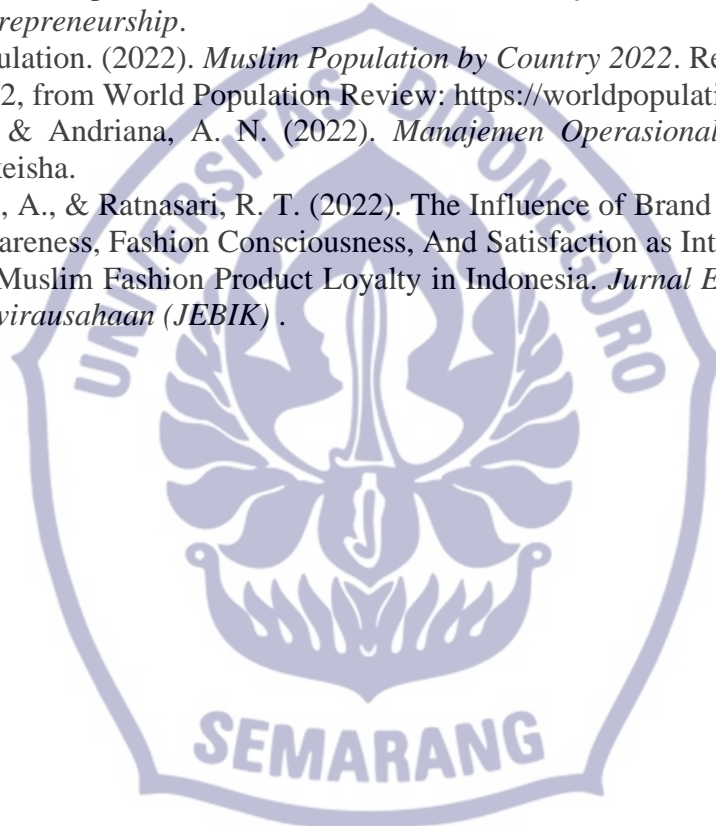 repreneurship.
ulation. (2022). Muslim Population by Country 2022. Re
2, from World Population Review: https://worldpopulati
& Andriana, A. N. (2022). Manajemen Operasional
eisha.
, A., & Ratnasari, R. T. (2022). The Influence of Brand
areness, Fashion Consciousness, And Satisfaction as Int
Muslim Fashion Product Loyalty in Indonesia. Jurnal E
wirausahaan (JEBIK) .
UNIVERSITAS DIPONEGORO
SEMARANG